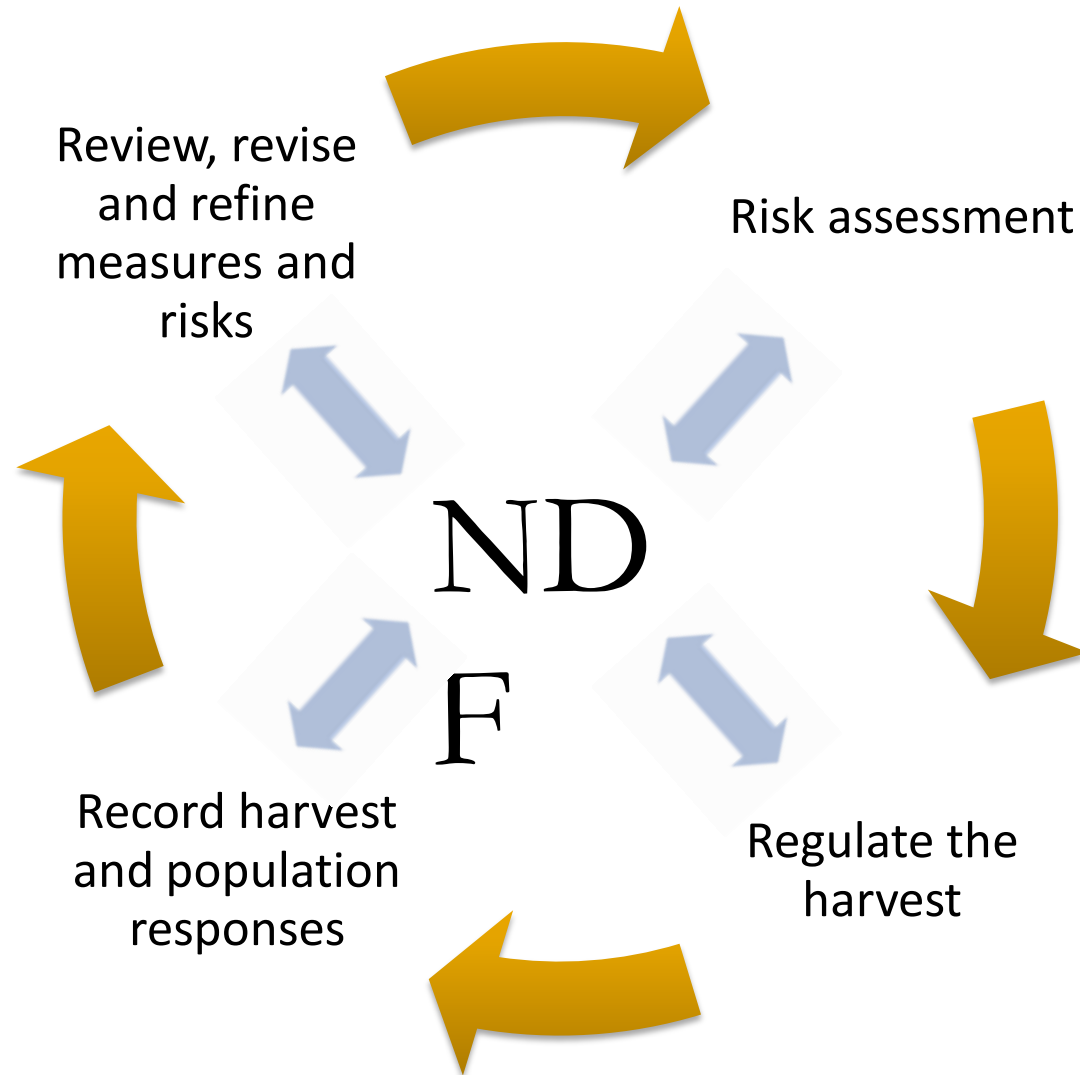 Review, revise
and refine
measures and
risks
Risk assessment
ND
F
Record harvest
and population
responses
Regulate the
harvest